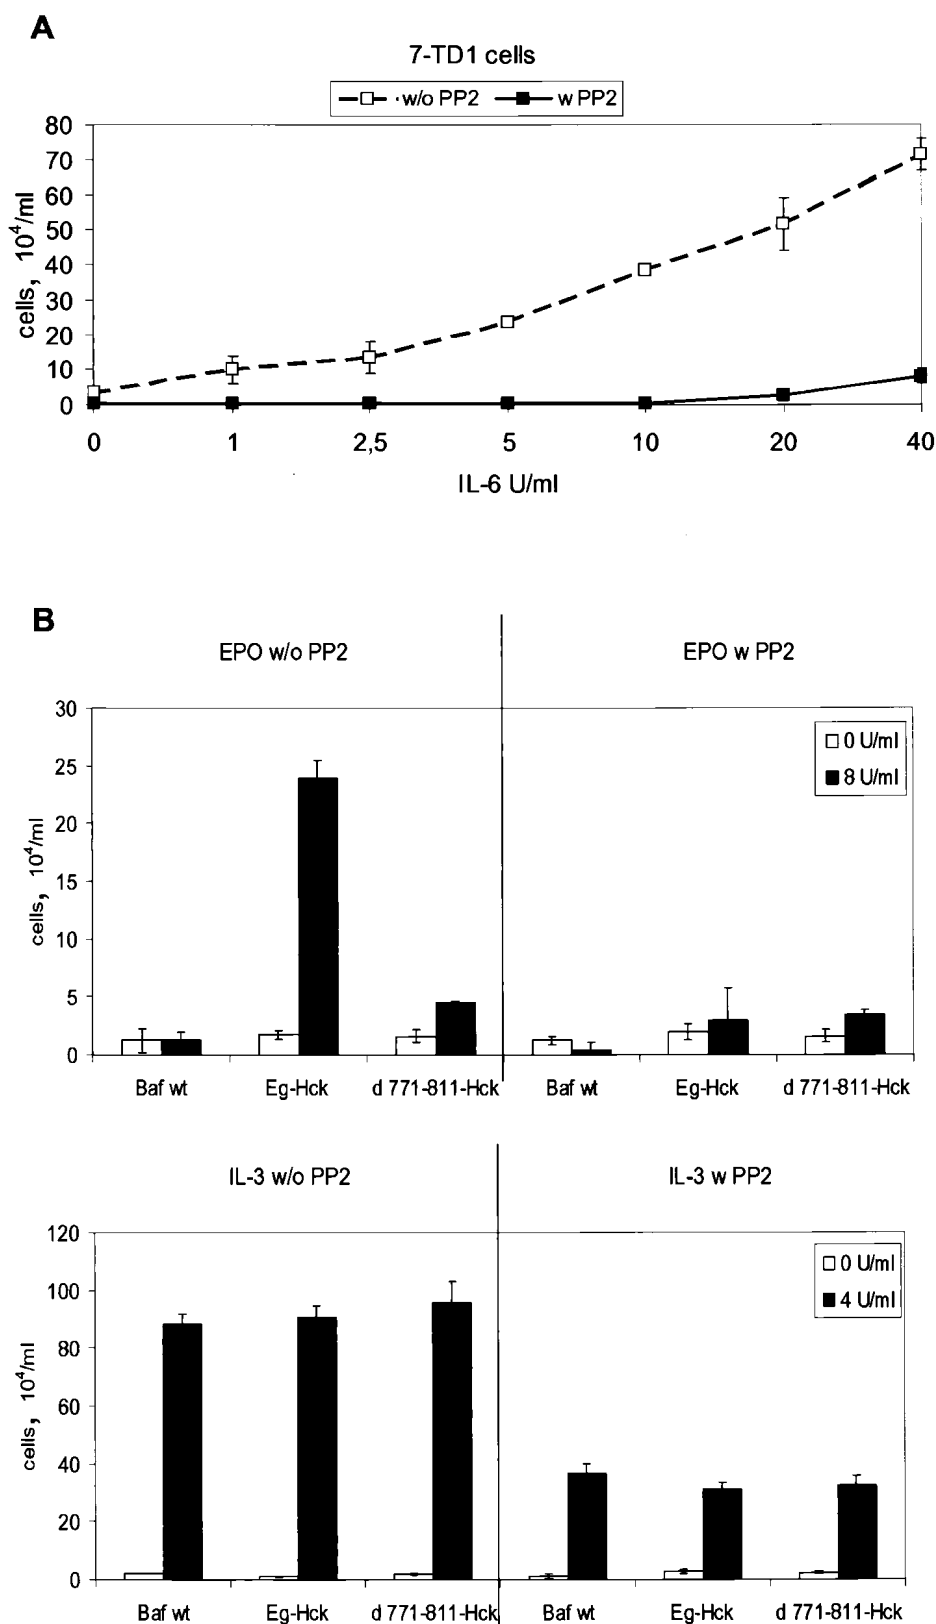 A
7-TD1 cells
w/o PP2 w PP2
80
70
60
50
40
30
20
10
0
cells, 10⁴/ml
0 1 2,5 5 10 20 40
IL-6 U/ml
B
EPO w/o PP2 EPO w PP2
30
25
20
15
10
5
0
cells, 10⁴/ml
0 U/ml
8 U/ml
Baf wt Eg-Hck d 771-811-Hck Baf wt Eg-Hck d 771-811-Hck
IL-3 w/o PP2 IL-3 w PP2
120
100
80
60
40
20
0
cells, 10⁴/ml
0 U/ml
4 U/ml
Baf wt Eg-Hck d 771-811-Hck Baf wt Eg-Hck d 771-811-Hck